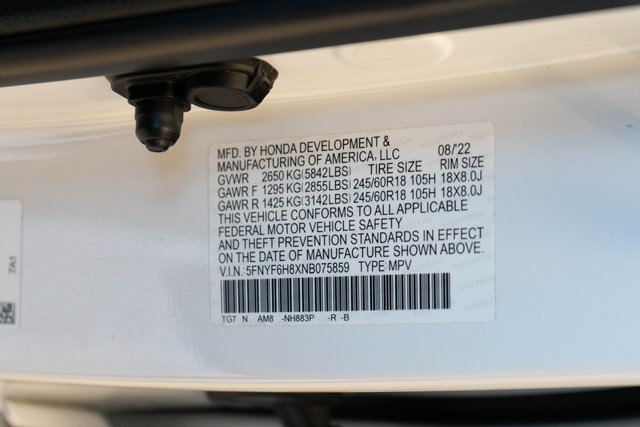 MFD. BY HONDA DEVELOPMENT &
MANUFACTURING OF AMERICA, LLC 08/'22
GVWR 2650 KG(5842LBS) TIRE SIZE RIM SIZE
GAWR F 1295 KG(2855LBS) 245/60R18 105H 18X8.0J
GAWR R 1425 KG(3142LBS) 245/60R18 105H 18X8.0J
THIS VEHICLE CONFORMS TO ALL APPLICABLE
FEDERAL MOTOR VEHICLE SAFETY
AND THEFT PREVENTION STANDARDS IN EFFECT
ON THE DATE OF MANUFACTURE SHOWN ABOVE.
V.I.N. 5FNYF6H8XNB075859 TYPE: MPV
TG7 N AM8 -NH883P -R -B
7A1